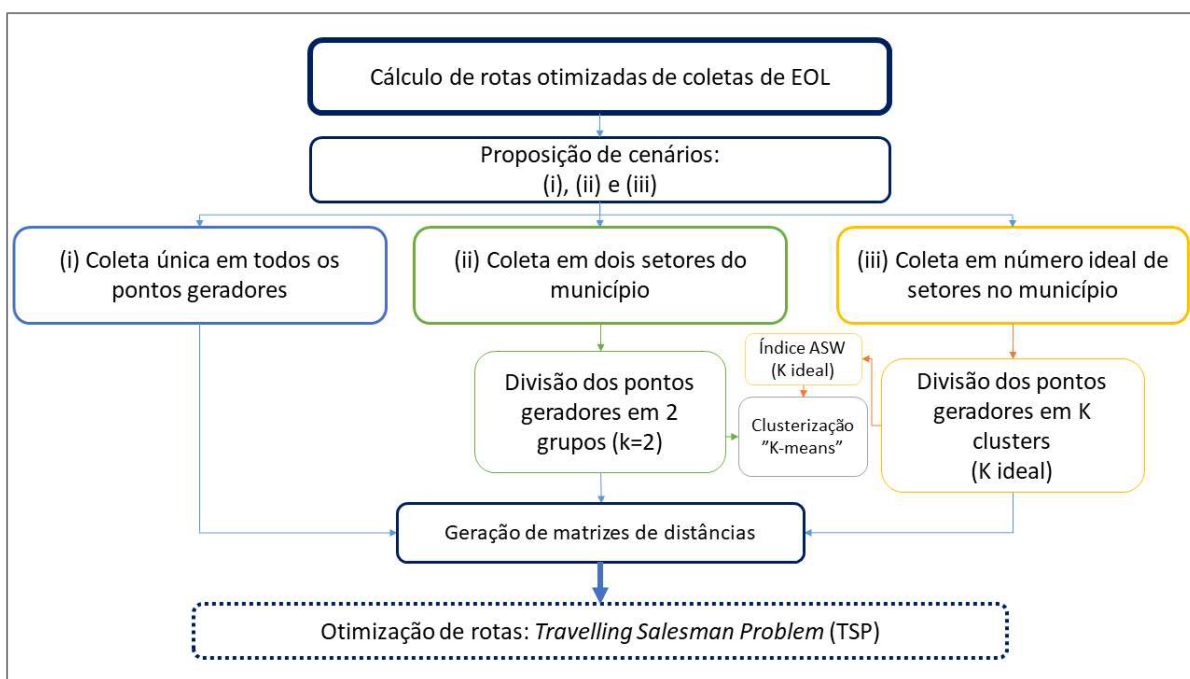 Cálculo de rotas otimizadas de coletas de EOL
Proposição de cenários:
(i), (ii) e (iii)
(i) Coleta única em todos os
pontos geradores
(ii) Coleta em dois setores do
município
(iii) Coleta em número ideal de
setores no município
Divisão dos pontos
geradores em 2
grupos (k=2)
Índice ASW
(K ideal)
Clusterização
”K-means”
Divisão dos pontos
geradores em K
clusters
(K ideal)
Geração de matrizes de distâncias
Otimização de rotas: Travelling Salesman Problem (TSP)